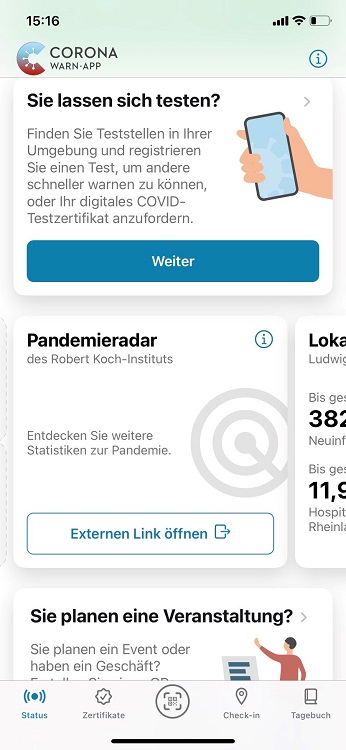 15:16
CORONA
WARN-APP
Sie lassen sich testen?
Finden Sie Teststellen in Ihrer
Umgebung und registrieren
Sie einen Test, um andere
schneller warnen zu können,
oder Ihr digitales COVID-
Testzertifikat anzufordern.
Weiter
Pandemieradar
des Robert Koch-Instituts
Entdecken Sie weitere
Statistiken zur Pandemie.
Externen Link öffnen
Loka
Ludwig
Bis ges
382
Neuinf
Bis ges
11,9
Hospit
Rheinla
Sie planen eine Veranstaltung?
Sie planen ein Event oder
haben ein Geschäft?
Status
Zertifikate
Check-in
Tagebuch